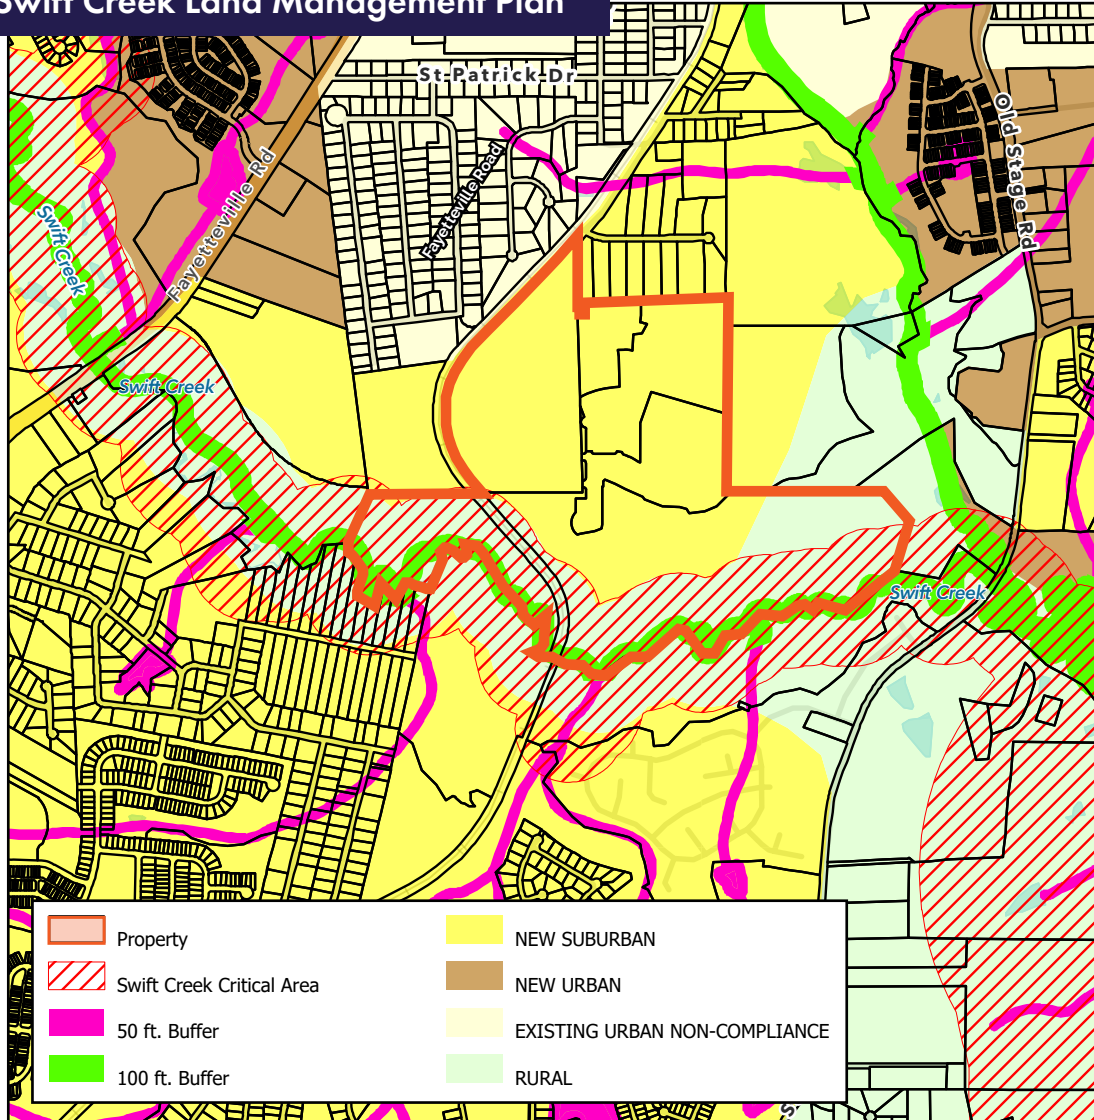 Swift Creek Land Management Plan
St Patrick Dr
Old Stage Rd
Fayetteville Road
Fayetteville Rd
Swift Creek
Swift Creek
Swift Creek
Property
Swift Creek Critical Area
50 ft. Buffer
100 ft. Buffer
NEW SUBURBAN
NEW URBAN
EXISTING URBAN NON-COMPLIANCE
RURAL